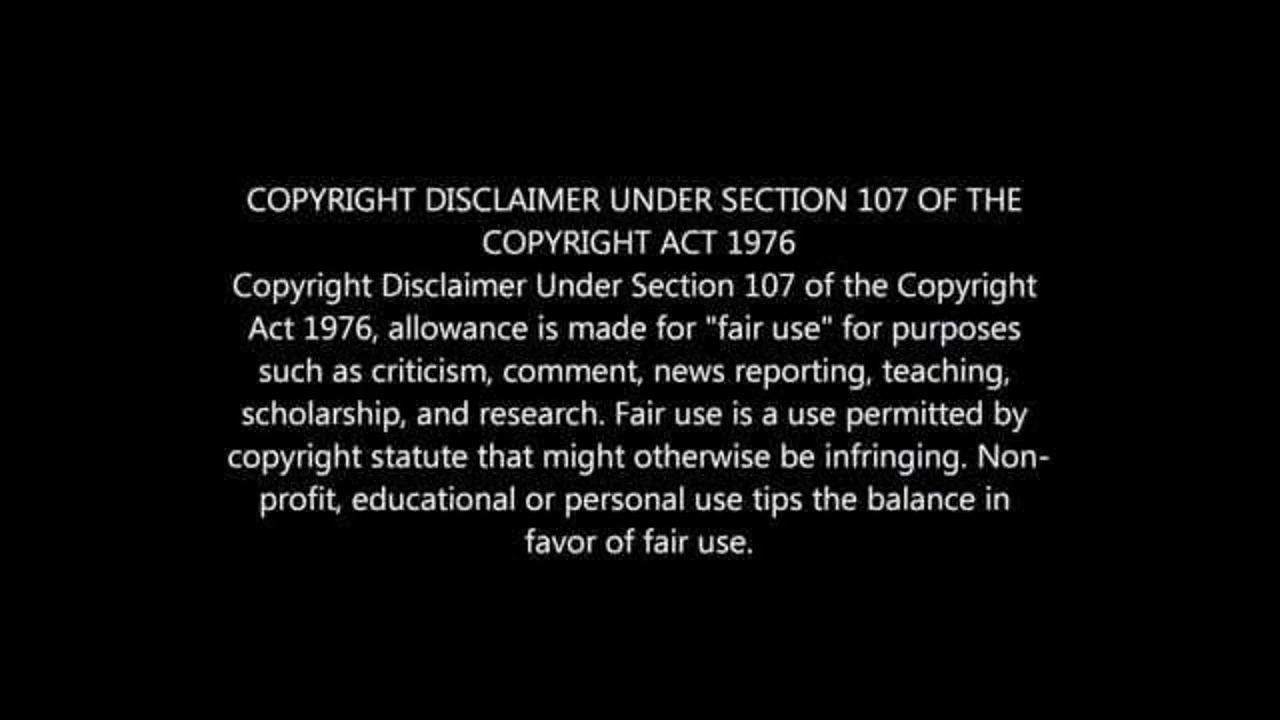 COPYRIGHT DISCLAIMER UNDER SECTION 107 OF THE
COPYRIGHT ACT 1976
Copyright Disclaimer Under Section 107 of the Copyright
Act 1976, allowance is made for "fair use" for purposes
such as criticism, comment, news reporting, teaching,
scholarship, and research. Fair use is a use permitted by
copyright statute that might otherwise be infringing. Non-
profit, educational or personal use tips the balance in
favor of fair use.